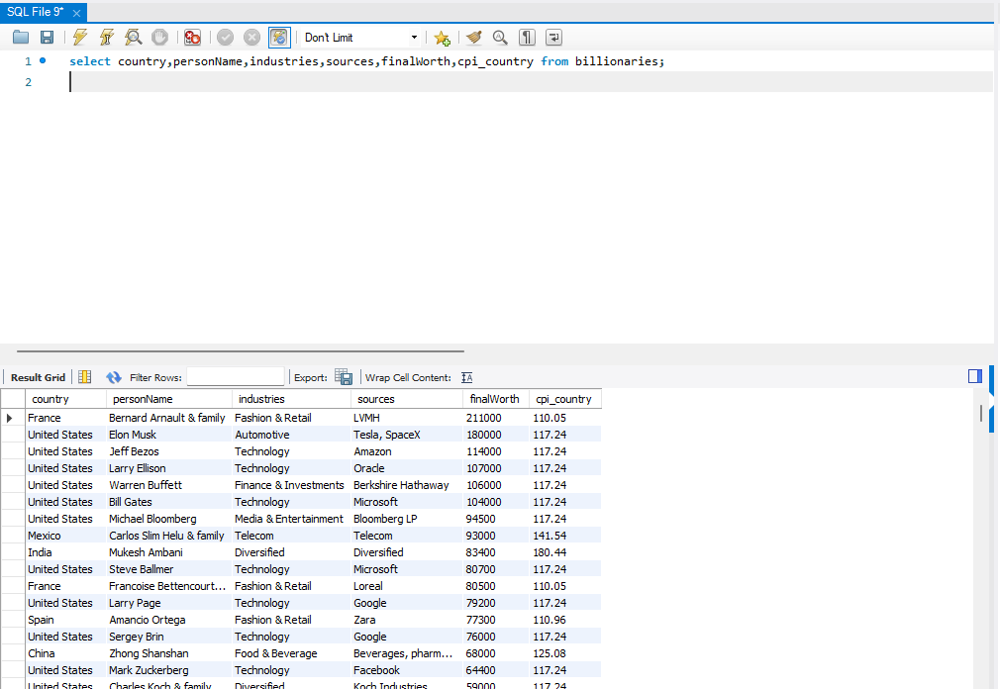 SQL File 9*
Don't Limit
1 select country,personName,industries,sources,finalWorth,cpi_country from billionaries;
2
Result Grid Filter Rows: Export: Wrap Cell Content:
country personName industries sources finalWorth cpi_country
France Bernard Arnault & family Fashion & Retail LVMH 211000 110.05
United States Elon Musk Automotive Tesla, SpaceX 180000 117.24
United States Jeff Bezos Technology Amazon 114000 117.24
United States Larry Ellison Technology Oracle 107000 117.24
United States Warren Buffett Finance & Investments Berkshire Hathaway 106000 117.24
United States Bill Gates Technology Microsoft 104000 117.24
United States Michael Bloomberg Media & Entertainment Bloomberg LP 94500 117.24
Mexico Carlos Slim Helu & family Telecom Telecom 93000 141.54
India Mukesh Ambani Diversified Diversified 83400 180.44
United States Steve Ballmer Technology Microsoft 80700 117.24
France Francoise Bettencourt... Fashion & Retail Loreal 80500 110.05
United States Larry Page Technology Google 79200 117.24
Spain Amancio Ortega Fashion & Retail Zara 77300 110.96
United States Sergey Brin Technology Google 76000 117.24
China Zhong Shanshan Food & Beverage Beverages, pharm... 68000 125.08
United States Mark Zuckerberg Technology Facebook 64400 117.24
United States Charles Koch & family Diversified Koch Industries 59000 117.24